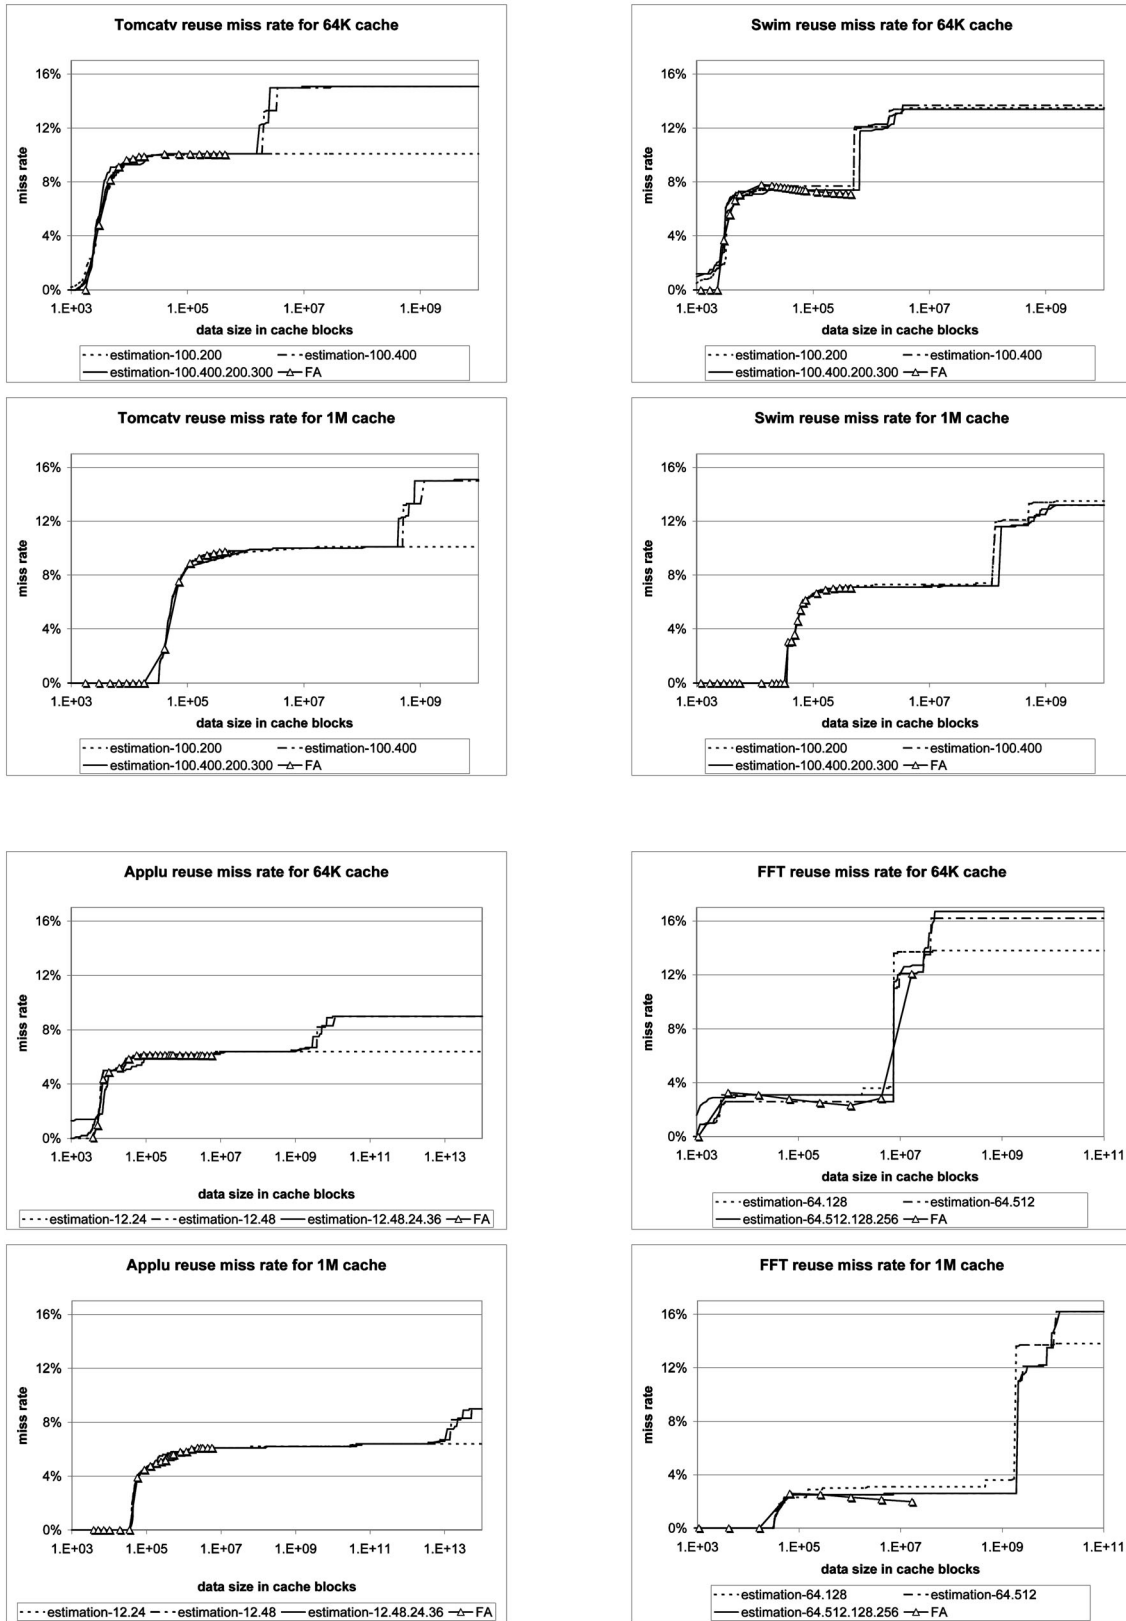 Tomcatv reuse miss rate for 64K cache
16%
12%
8%
4%
0%
miss rate
1.E+03 1.E+05 1.E+07 1.E+09
data size in cache blocks
estimation-100.200 estimation-100.400
estimation-100.400.200.300 FA
Swim reuse miss rate for 64K cache
16%
12%
8%
4%
0%
miss rate
1.E+03 1.E+05 1.E+07 1.E+09
data size in cache blocks
estimation-100.200 estimation-100.400
estimation-100.400.200.300 FA
Tomcatv reuse miss rate for 1M cache
16%
12%
8%
4%
0%
miss rate
1.E+03 1.E+05 1.E+07 1.E+09
data size in cache blocks
estimation-100.200 estimation-100.400
estimation-100.400.200.300 FA
Swim reuse miss rate for 1M cache
16%
12%
8%
4%
0%
miss rate
1.E+03 1.E+05 1.E+07 1.E+09
data size in cache blocks
estimation-100.200 estimation-100.400
estimation-100.400.200.300 FA
Applu reuse miss rate for 64K cache
16%
12%
8%
4%
0%
miss rate
1.E+03 1.E+05 1.E+07 1.E+09 1.E+11 1.E+13
data size in cache blocks
estimation-12.24 estimation-12.48 estimation-12.48.24.36 FA
FFT reuse miss rate for 64K cache
16%
12%
8%
4%
0%
miss rate
1.E+03 1.E+05 1.E+07 1.E+09 1.E+11
data size in cache blocks
estimation-64.128 estimation-64.512
estimation-64.512.128.256 FA
Applu reuse miss rate for 1M cache
16%
12%
8%
4%
0%
miss rate
1.E+03 1.E+05 1.E+07 1.E+09 1.E+11 1.E+13
data size in cache blocks
estimation-12.24 estimation-12.48 estimation-12.48.24.36 FA
FFT reuse miss rate for 1M cache
16%
12%
8%
4%
0%
miss rate
1.E+03 1.E+05 1.E+07 1.E+09 1.E+11
data size in cache blocks
estimation-64.128 estimation-64.512
estimation-64.512.128.256 FA